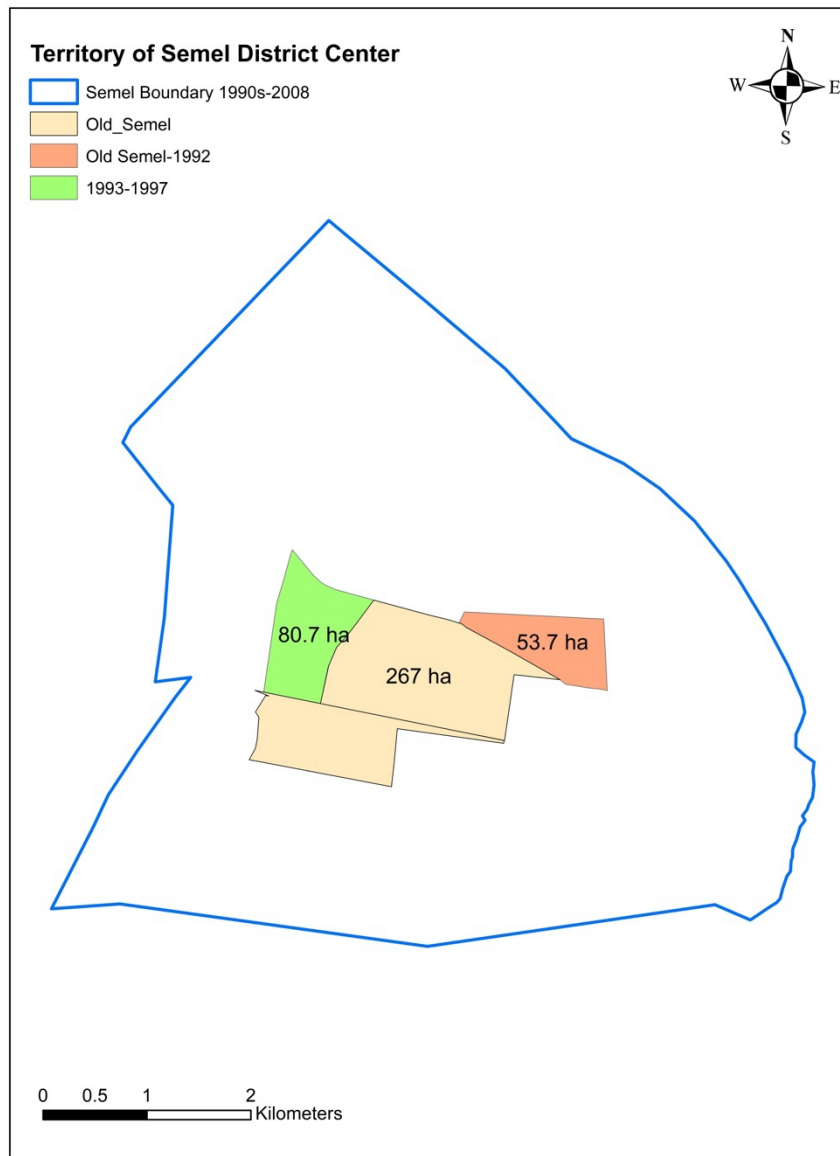 Territory of Semel District Center
Semel Boundary 1990s-2008
Old_Semel
Old Semel-1992
1993-1997
N
W E
S
80.7 ha
53.7 ha
267 ha
0 0.5 1 2
Kilometers